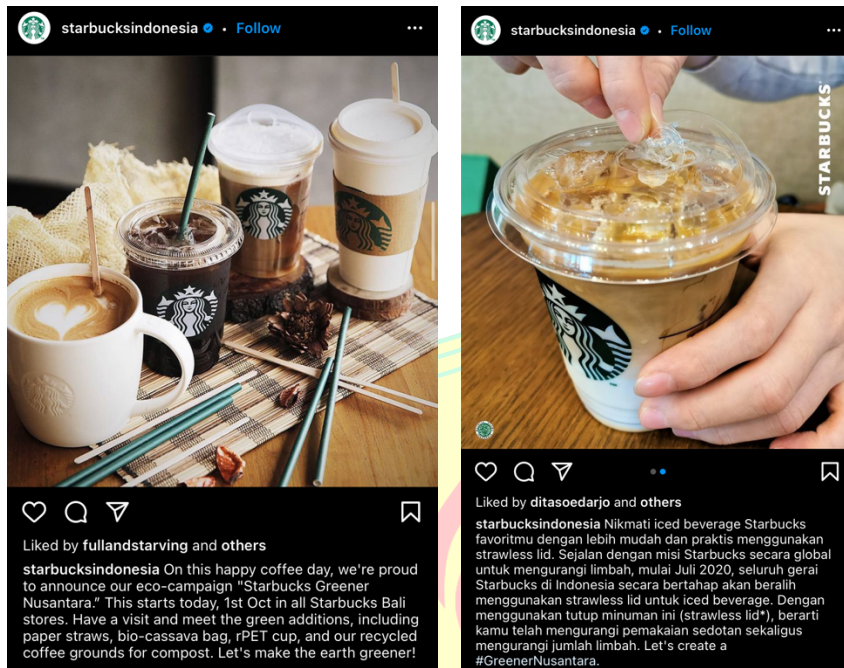 starbucksindonesia • Follow
Liked by fullandstarving and others
starbucksindonesia On this happy coffee day, we're proud
to announce our eco-campaign "Starbucks Greener
Nusantara." This starts today, 1st Oct in all Starbucks Bali
stores. Have a visit and meet the green additions, including
paper straws, bio-cassava bag, rPET cup, and our recycled
coffee grounds for compost. Let's make the earth greener!
starbucksindonesia • Follow
STARBUCKS
Liked by ditasoedarjo and others
starbucksindonesia Nikmati iced beverage Starbucks
favoritmu dengan lebih mudah dan praktis menggunakan
strawless lid. Sejalan dengan misi Starbucks secara global
untuk mengurangi limbah, mulai Juli 2020, seluruh gerai
Starbucks di Indonesia secara bertahap akan beralih
menggunakan strawless lid untuk iced beverage. Dengan
menggunakan tutup minuman ini (strawless lid*), berarti
kamu telah mengurangi pemakaian sedotan sekaligus
mengurangi jumlah limbah. Let's create a
#GreenerNusantara.